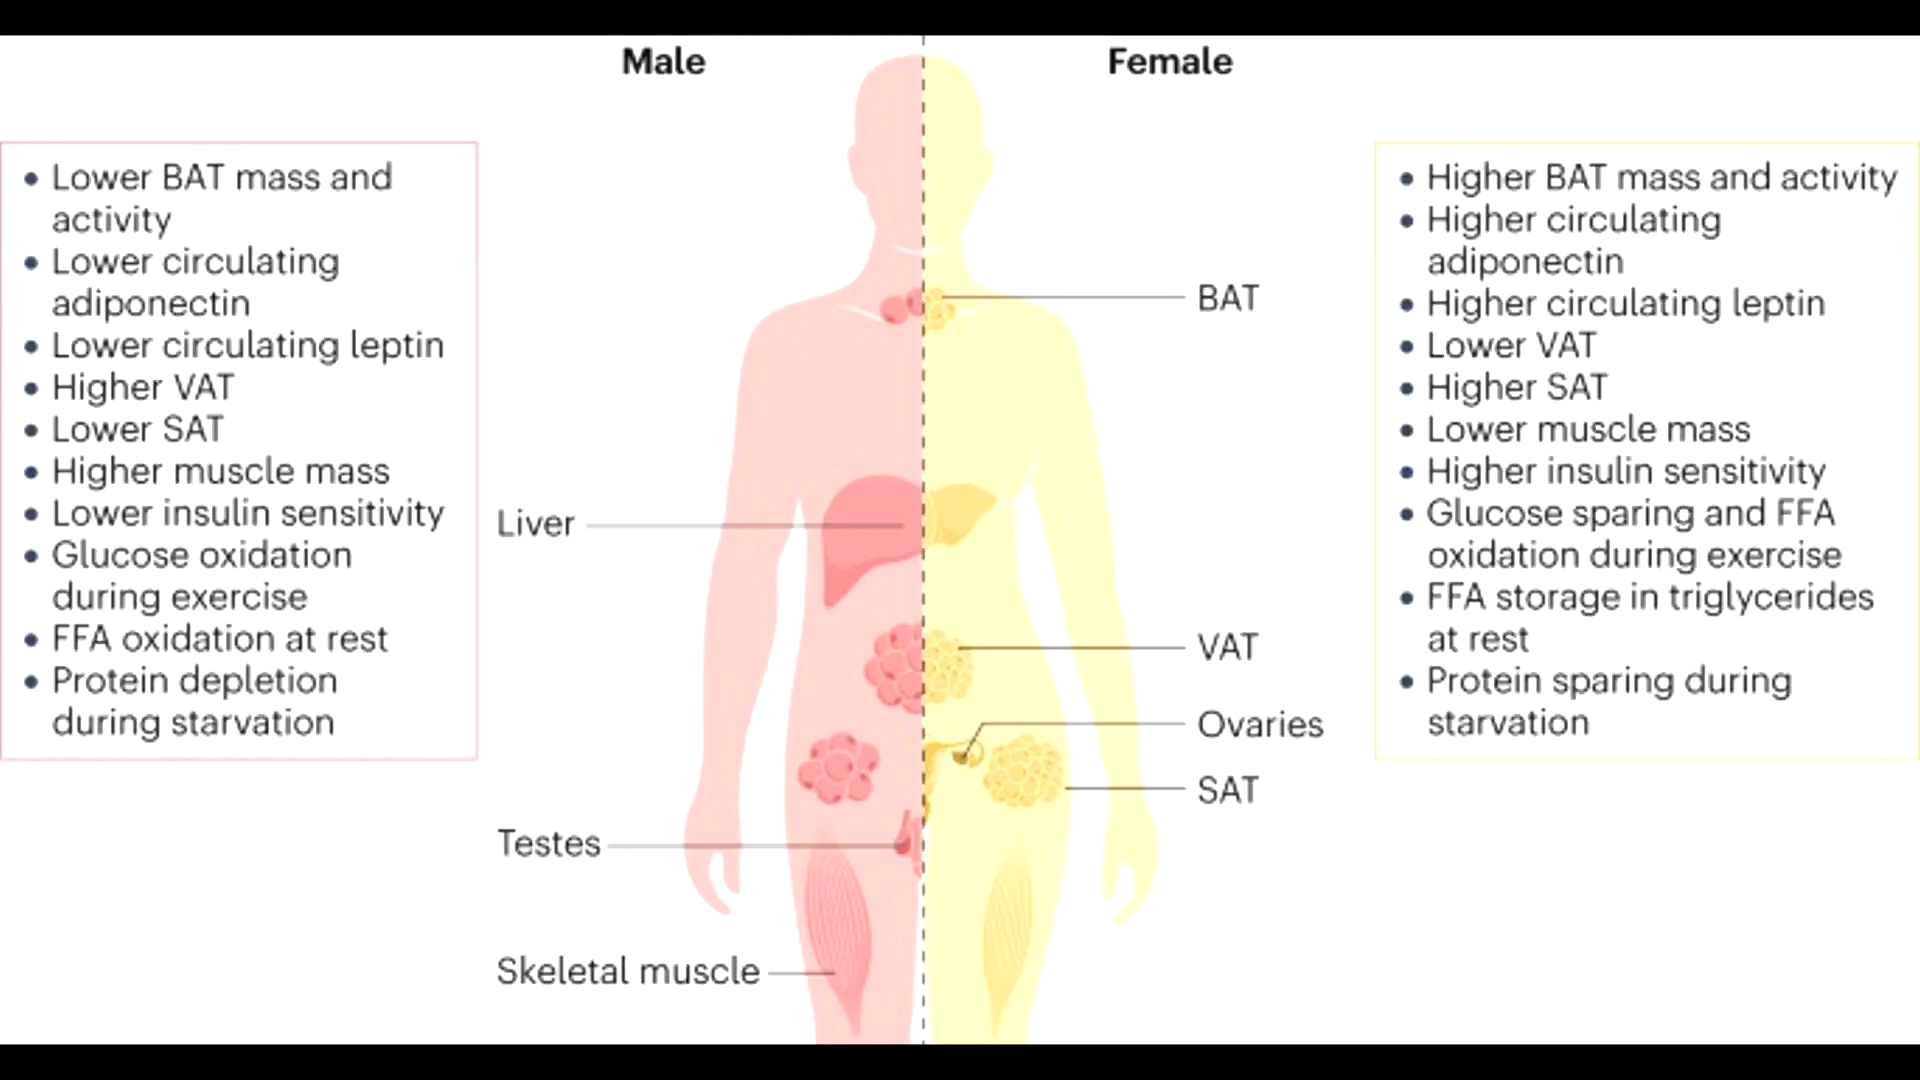 Male
Female
• Lower BAT mass and
activity
• Lower circulating
adiponectin
• Lower circulating leptin
• Higher VAT
• Lower SAT
• Higher muscle mass
• Lower insulin sensitivity
• Glucose oxidation
during exercise
• FFA oxidation at rest
• Protein depletion
during starvation
Liver
Testes
Skeletal muscle
BAT
VAT
Ovaries
SAT
• Higher BAT mass and activity
• Higher circulating
adiponectin
• Higher circulating leptin
• Lower VAT
• Higher SAT
• Lower muscle mass
• Higher insulin sensitivity
• Glucose sparing and FFA
oxidation during exercise
• FFA storage in triglycerides
at rest
• Protein sparing during
starvation